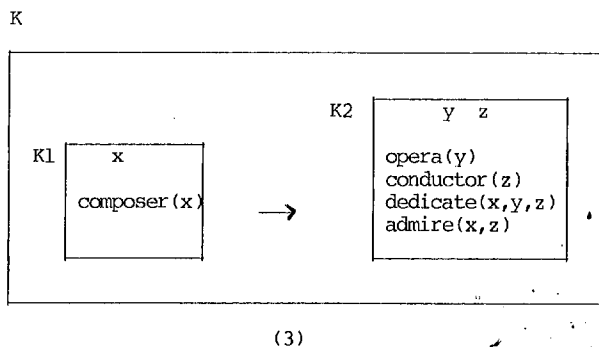 K
K1
x
composer(x)
→
K2
y z
opera(y)
conductor(z)
dedicate(x,y,z)
admire(x,z)
(3)